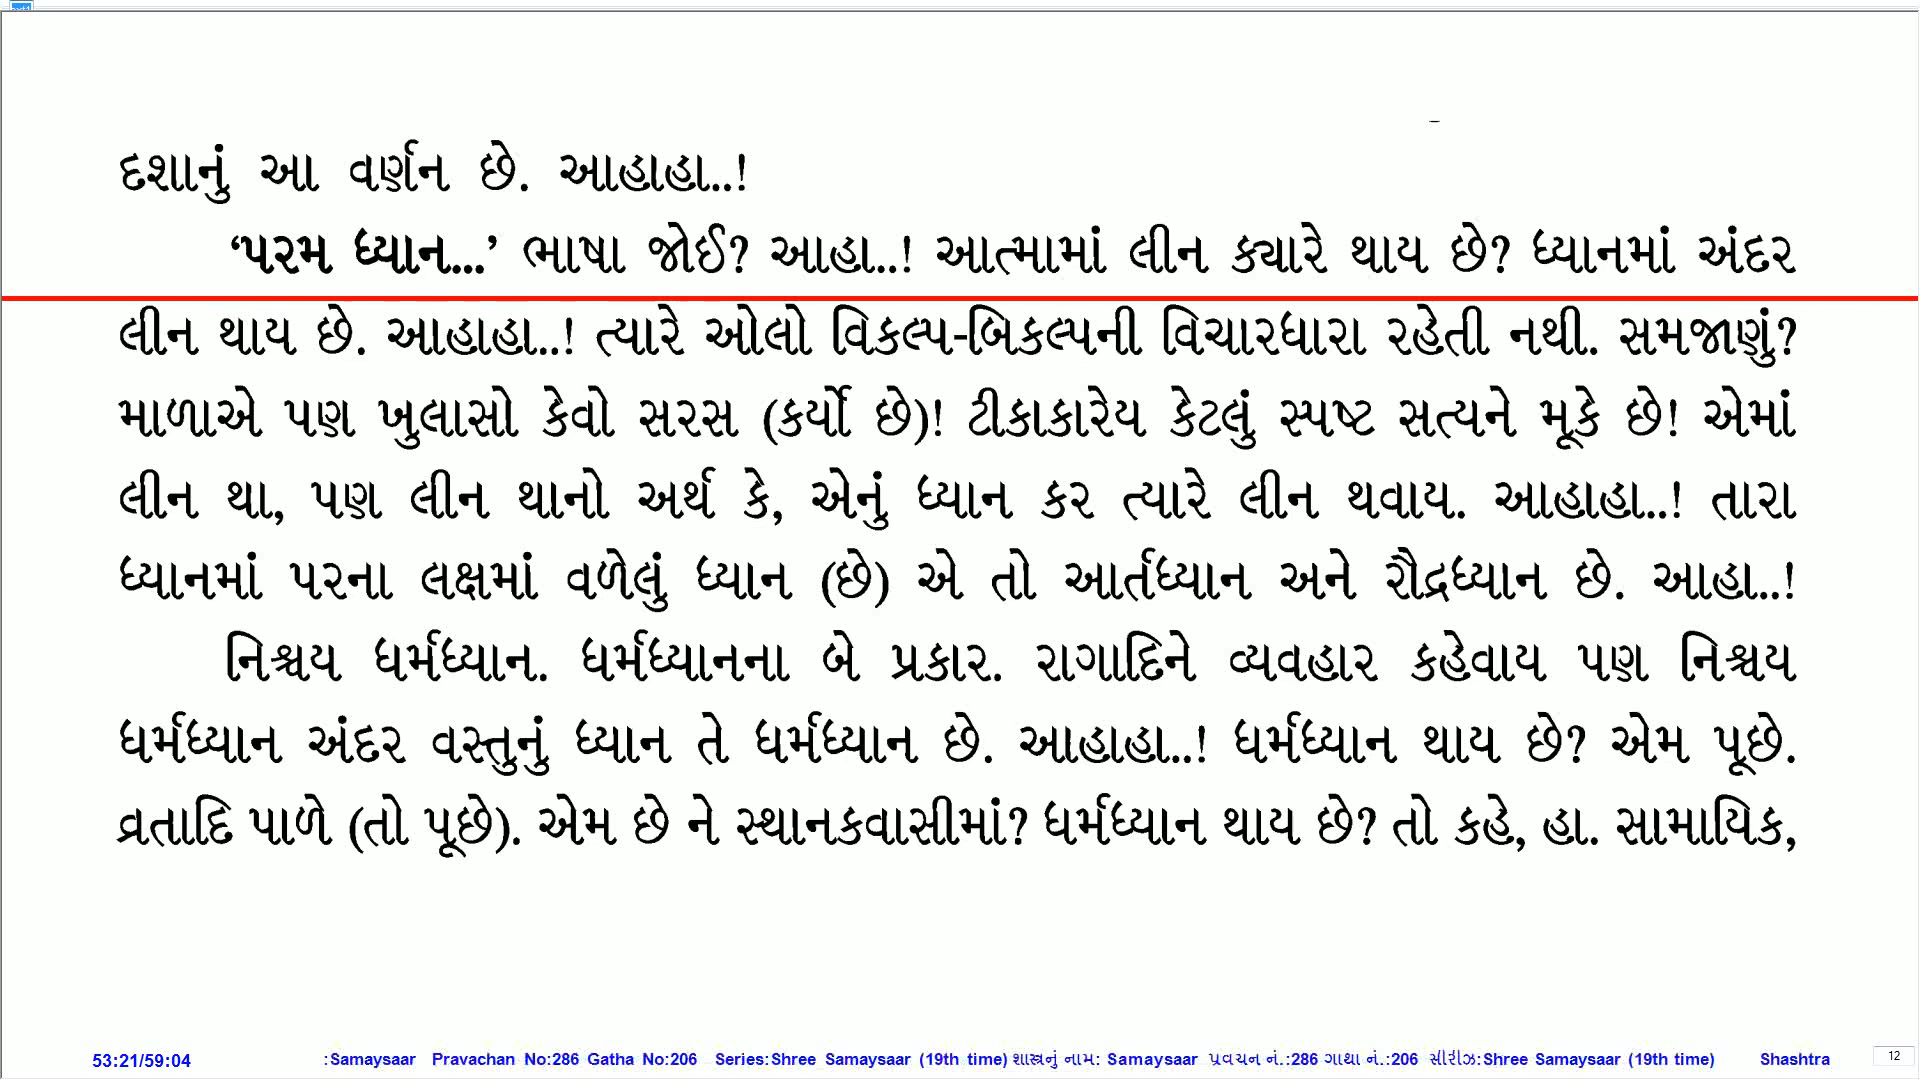 દશાનું આ વર્ણન છે. આહાહા..!
‘પરમ ધ્યાન...’ ભાષા જોઈ? આહા..! આત્મામાં લીન ક્યારે થાય છે? ધ્યાનમાં અંદર
લીન થાય છે. આહાહા..! ત્યારે ઓલો વિકલ્પ-બિકલ્પની વિચારધારા રહેતી નથી. સમજાણું?
માળાએ પણ ખુલાસો કેવો સરસ (કર્યો છે)! ટીકાકારેય કેટલું સ્પષ્ટ સત્યને મૂકે છે! એમાં
લીન થા, પણ લીન થાનો અર્થ કે, એનું ધ્યાન કર ત્યારે લીન થવાય. આહાહા..! તારા
ધ્યાનમાં પરના લક્ષમાં વળેલું ધ્યાન (છે) એ તો આર્તધ્યાન અને રૌદ્રધ્યાન છે. આહા..!
નિશ્ચય ધર્મધ્યાન. ધર્મધ્યાનના બે પ્રકાર. રાગાદિને વ્યવહાર કહેવાય પણ નિશ્ચય
ધર્મધ્યાન અંદર વસ્તુનું ધ્યાન તે ધર્મધ્યાન છે. આહાહા..! ધર્મધ્યાન થાય છે? એમ પૂછે.
વ્રતાદિ પાળે (તો પૂછે). એમ છે ને સ્થાનકવાસીમાં? ધર્મધ્યાન થાય છે? તો કહે, હા. સામાયિક,
53:21/59:04 :Samaysaar Pravachan No:286 Gatha No:206 Series:Shree Samaysaar (19th time) શાસ્ત્રનું નામ: Samaysaar પ્રવચન નં.:286 ગાથા નં.:206 સીરીઝ:Shree Samaysaar (19th time) Shashtra 12